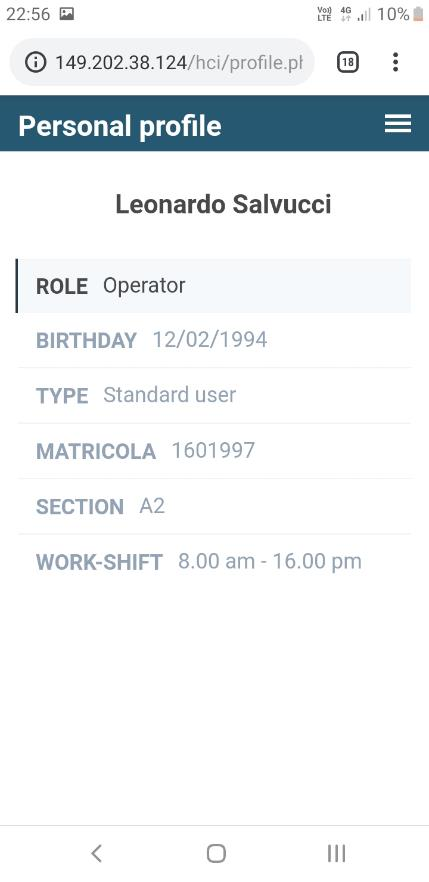 22:56 Vo)) LTE 4G 10%
149.202.38.124/hci/profile.pl 18
Personal profile
Leonardo Salvucci
ROLE Operator
BIRTHDAY 12/02/1994
TYPE Standard user
MATRICOLA 1601997
SECTION A2
WORK-SHIFT 8.00 am - 16.00 pm